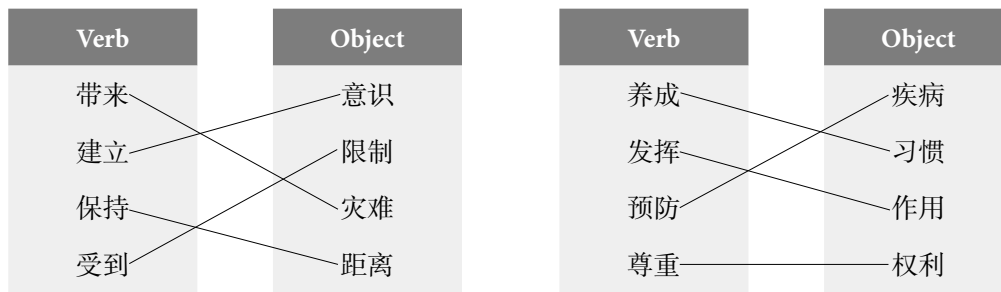 Verb Object Verb Object
带来 意识 养成 疾病
建立 限制 发挥 习惯
保持 灾难 预防 作用
受到 距离 尊重 权利